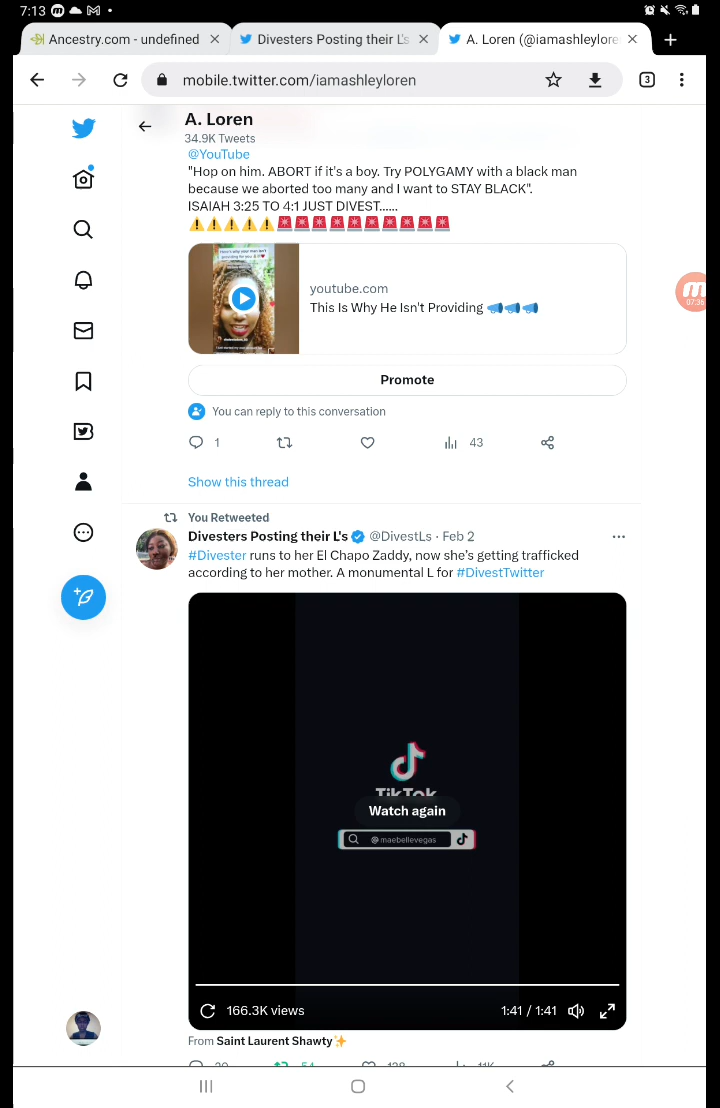 7:13
Ancestry.com - undefined
Divesters Posting their L's
A. Loren (@iamashleylore
mobile.twitter.com/iamashleyloren
3
A. Loren
34.9K Tweets
@YouTube
"Hop on him. ABORT if it's a boy. Try POLYGAMY with a black man
because we aborted too many and I want to STAY BLACK".
ISAIAH 3:25 TO 4:1 JUST DIVEST......
⚠️⚠️⚠️⚠️⚠️🚨🚨🚨🚨🚨🚨🚨🚨🚨🚨
youtube.com
This Is Why He Isn't Providing 📣📣📣
07:36
Promote
You can reply to this conversation
1
43
Show this thread
You Retweeted
Divesters Posting their L's @DivestLs · Feb 2
#Divester runs to her El Chapo Zaddy, now she's getting trafficked
according to her mother. A monumental L for #DivestTwitter
TikTok
Watch again
@maebellevegas
166.3K views
1:41 / 1:41
From Saint Laurent Shawty✨